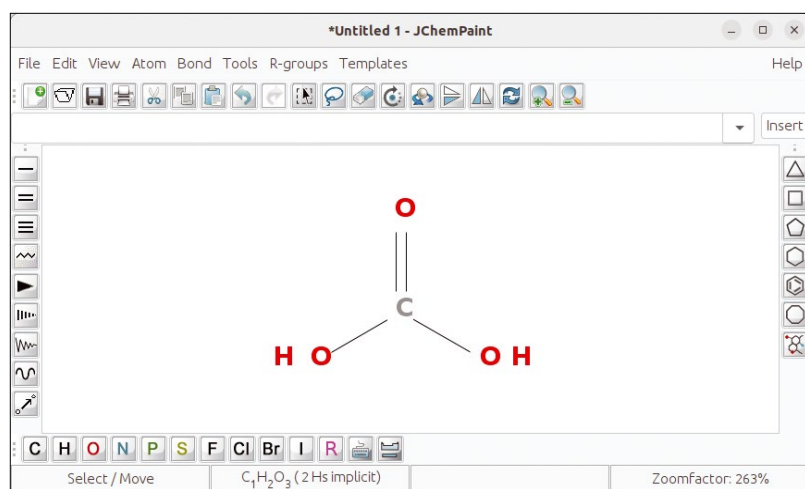 *Untitled 1 - JChemPaint
File Edit View Atom Bond Tools R-groups Templates Help
Insert
O
C
H O O H
C H O N P S F Cl Br I R
Select / Move C₁H₂O₃ ( 2 Hs implicit) Zoomfactor: 263%